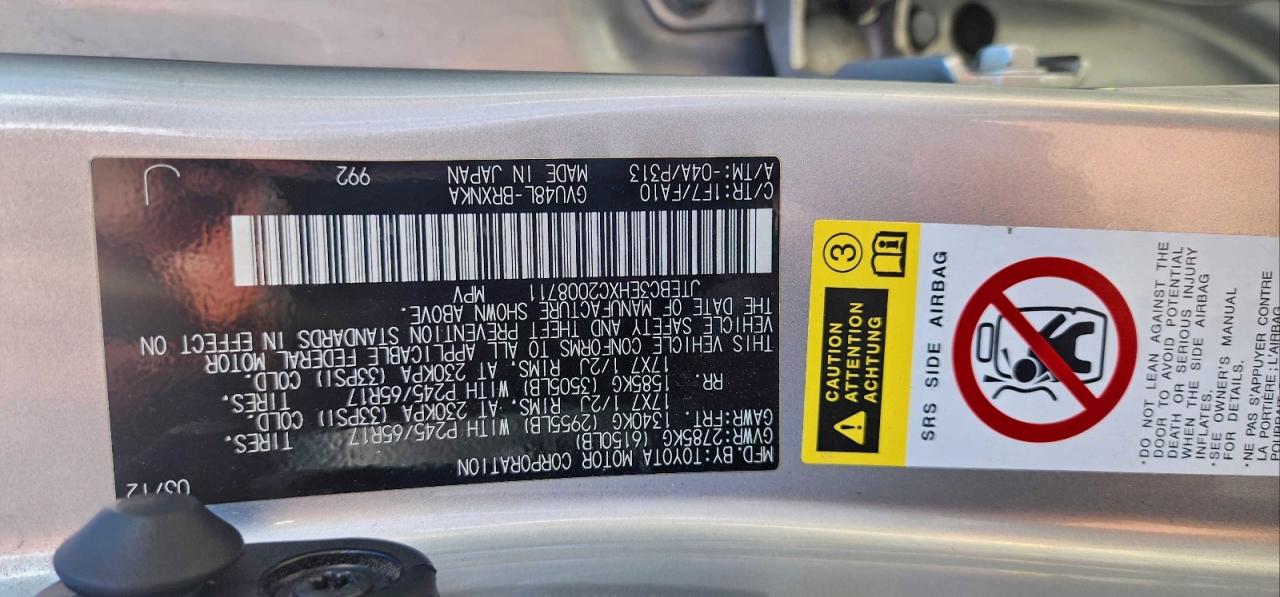 MFD.BY:TOYOTA MOTOR CORPORATION 03/12
GVWR:2785KG (6150LB)
GAWR:FRT. 1340KG (2955LB) WITH P245/65R17 TIRES.
17X7 1/2J RIMS. AT 230KPA (33PSI) COLD
RR. 1585KG (3505LB) WITH P245/65R17 TIRES.
17X7 1/2J RIMS. AT 230KPA (33PSI) COLD.
THIS VEHICLE CONFORMS TO ALL APPLICABLE FEDERAL MOTOR
VEHICLE SAFETY AND THEFT PREVENTION STANDARDS IN EFFECT ON
THE DATE OF MANUFACTURE SHOWN ABOVE.
JTEBC3EHXC2008711 MPV
C/TR:1F7/FA10 GVU48L-BRXNKA
A/TM:-04A/P313 MADE IN JAPAN 992
3
CAUTION
ATTENTION
ACHTUNG
SRS SIDE AIRBAG
•DO NOT LEAN AGAINST THE
DOOR TO AVOID POTENTIAL
DEATH OR SERIOUS INJURY
WHEN THE SIDE AIRBAG
INFLATES.
•SEE OWNER'S MANUAL
FOR DETAILS.
•NE PAS S'APPUYER CONTRE
LA PORTIERE:L'AIRBAG